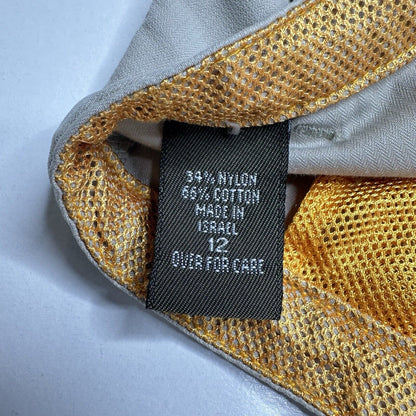 34% NYLON
66% COTTON
MADE IN
ISRAEL
12
OVER FOR CARE